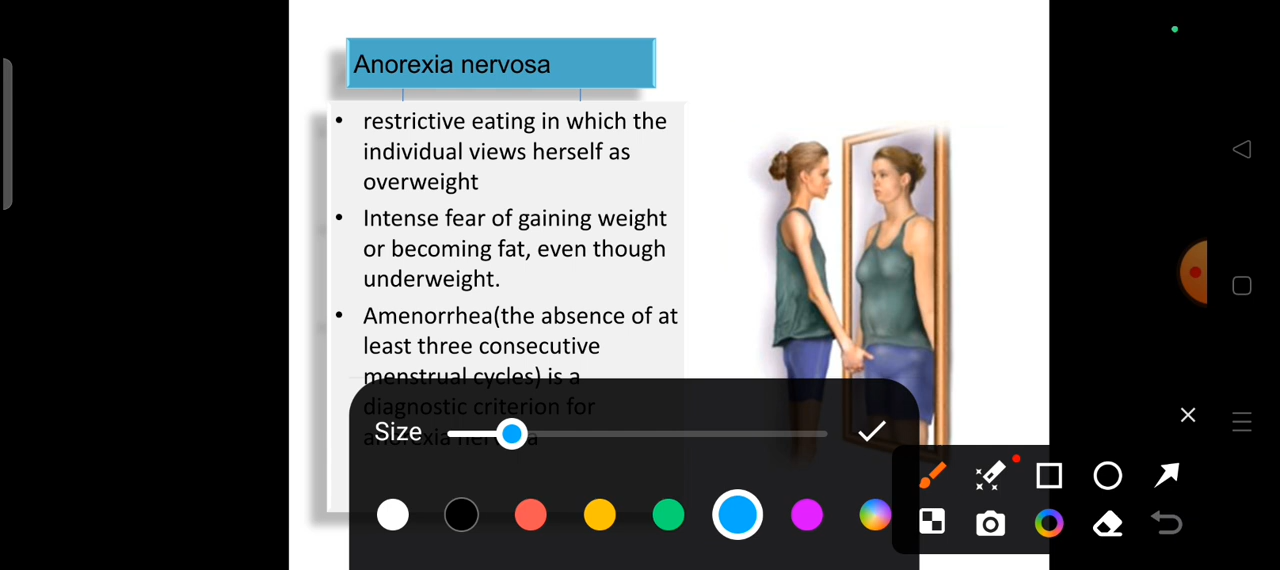 Anorexia nervosa
• restrictive eating in which the
individual views herself as
overweight
• Intense fear of gaining weight
or becoming fat, even though
underweight.
• Amenorrhea(the absence of at
least three consecutive
menstrual cycles) is a
diagnostic criterion for
anorexia nervosa
Size